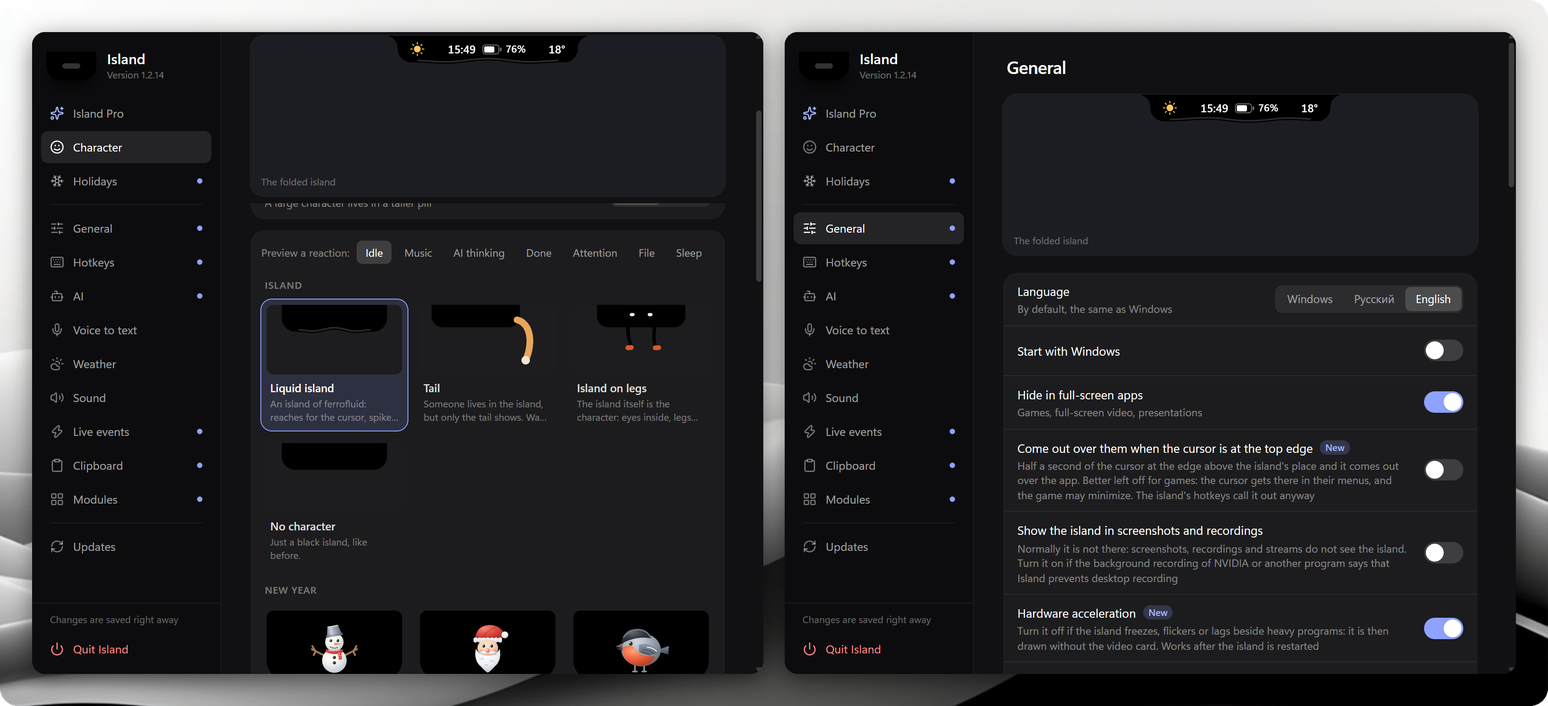 Island
Version 1.2.14
Island Pro
Character
Holidays
General
Hotkeys
AI
Voice to text
Weather
Sound
Live events
Clipboard
Modules
Updates
Changes are saved right away
Quit Island
15:49 76% 18°
The folded island
A large character lives in a taller pill
Preview a reaction: Idle Music AI thinking Done Attention File Sleep
ISLAND
Liquid island
An island of ferrofluid:
reaches for the cursor, spike...
Tail
Someone lives in the island,
but only the tail shows. Wa...
Island on legs
The island itself is the
character: eyes inside, legs...
No character
Just a black island, like
before.
NEW YEAR
Island
Version 1.2.14
Island Pro
Character
Holidays
General
Hotkeys
AI
Voice to text
Weather
Sound
Live events
Clipboard
Modules
Updates
Changes are saved right away
Quit Island
General
15:49 76% 18°
The folded island
Language
By default, the same as Windows
Windows Русский English
Start with Windows
Hide in full-screen apps
Games, full-screen video, presentations
Come out over them when the cursor is at the top edge New
Half a second of the cursor at the edge above the island's place and it comes out
over the app. Better left off for games: the cursor gets there in their menus, and
the game may minimize. The island's hotkeys call it out anyway
Show the island in screenshots and recordings
Normally it is not there: screenshots, recordings and streams do not see the island.
Turn it on if the background recording of NVIDIA or another program says that
Island prevents desktop recording
Hardware acceleration New
Turn it off if the island freezes, flickers or lags beside heavy programs: it is then
drawn without the video card. Works after the island is restarted